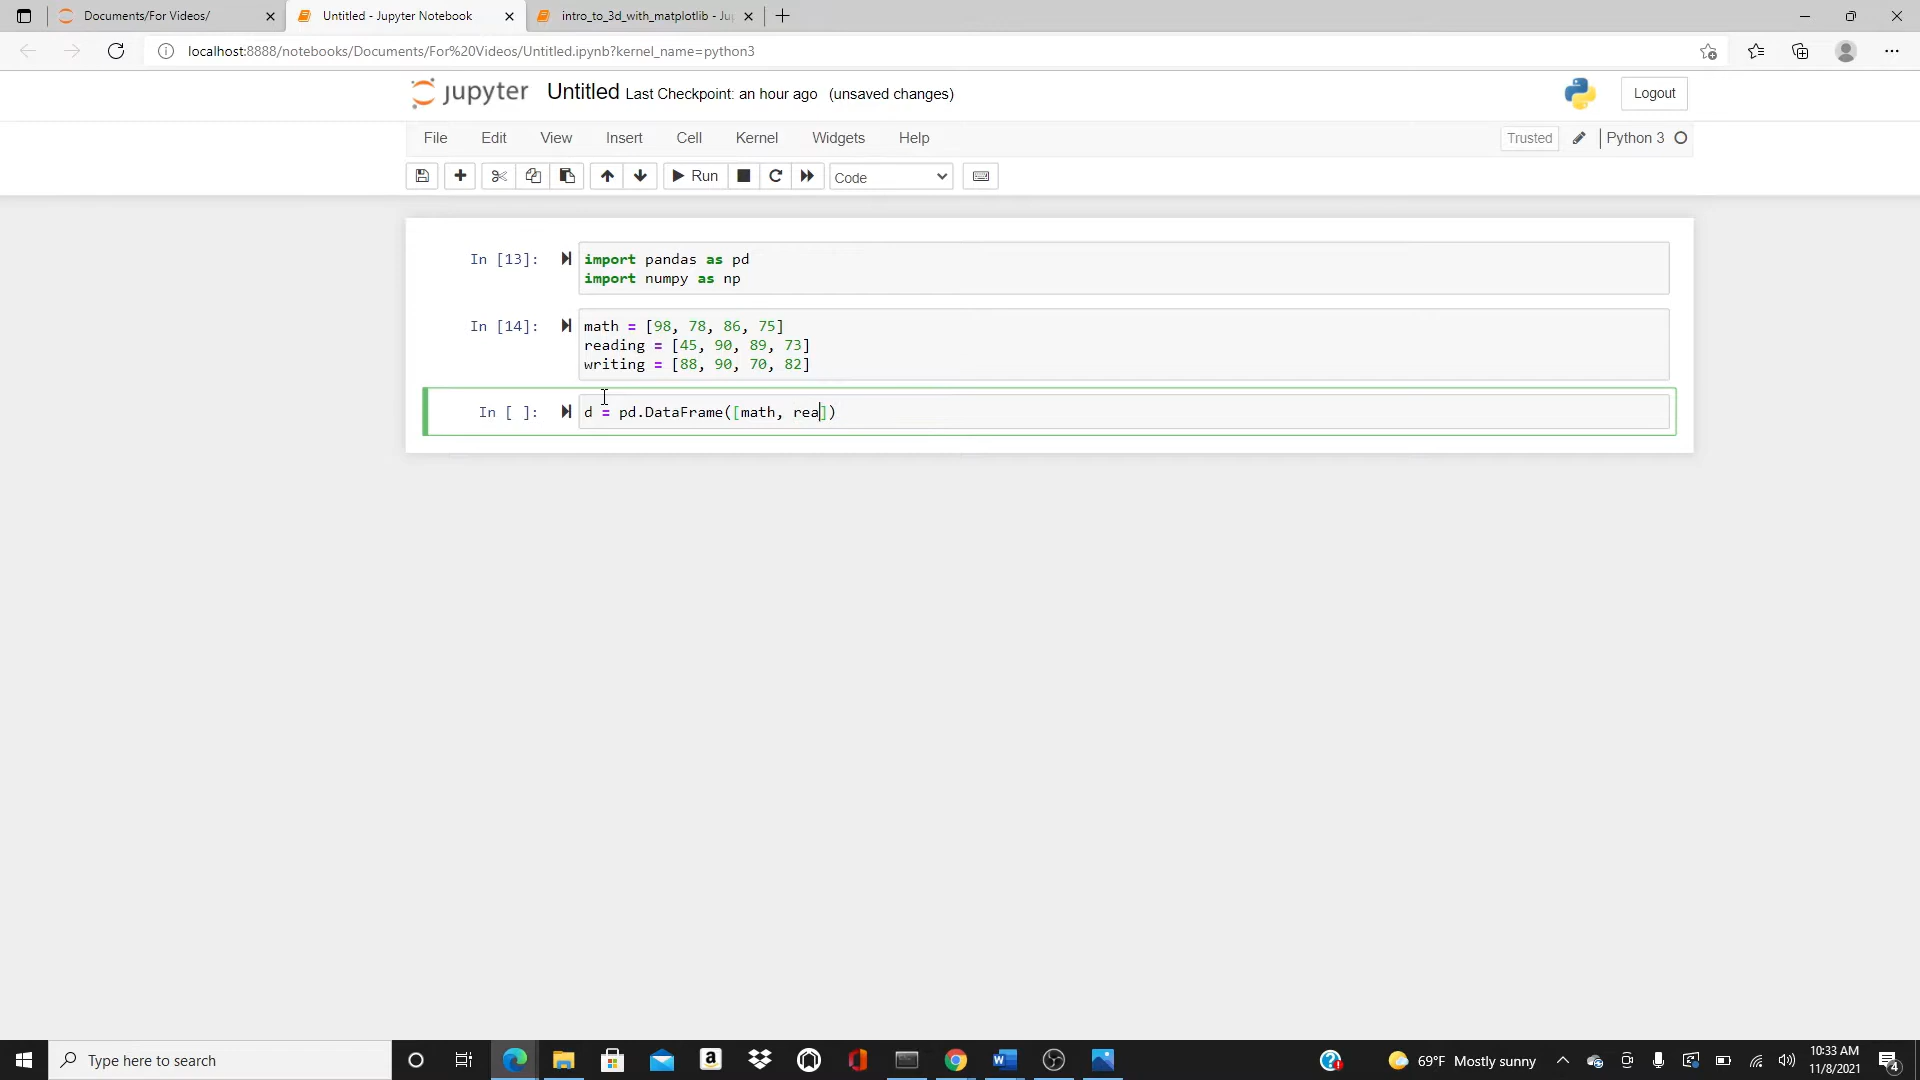 Documents/For Videos/
Untitled - Jupyter Notebook
intro_to_3d_with_matplotlib - Ju
localhost:8888/notebooks/Documents/For%20Videos/Untitled.ipynb?kernel_name=python3
jupyter Untitled Last Checkpoint: an hour ago (unsaved changes)
Logout
File Edit View Insert Cell Kernel Widgets Help
Trusted Python 3
Run Code
In [13]: import pandas as pd
import numpy as np
In [14]: math = [98, 78, 86, 75]
reading = [45, 90, 89, 73]
writing = [88, 90, 70, 82]
In [ ]: d = pd.DataFrame([math, rea])
Type here to search
69°F Mostly sunny
10:33 AM
11/8/2021
4